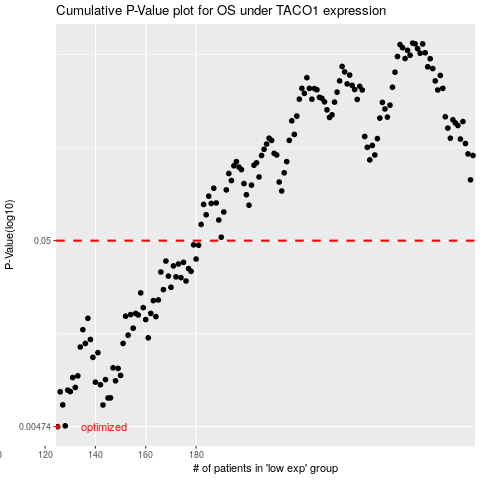 Cumulative P-Value plot for OS under TACO1 expression
P-Value(log10)
0.05
0.00474
optimized
0
120
140
160
180
# of patients in 'low exp' group